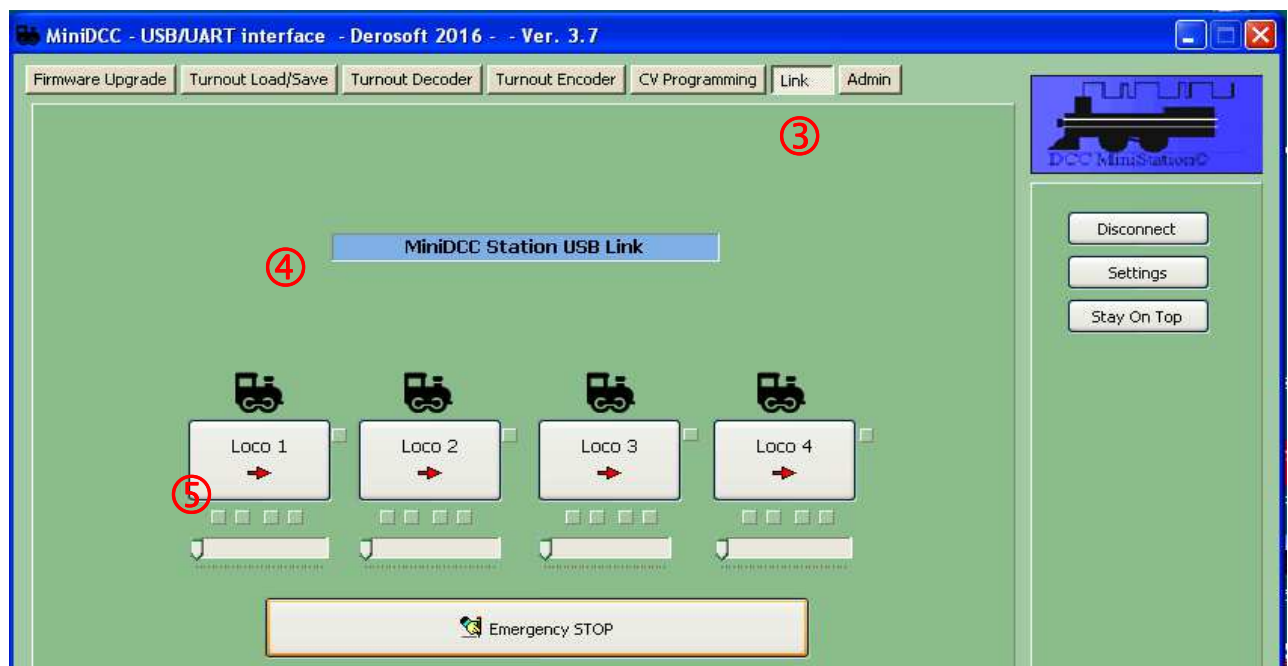 MiniDCC - USB/UART interface - Derosoft 2016 - - Ver. 3.7
Firmware Upgrade Turnout Load/Save Turnout Decoder Turnout Encoder CV Programming Link Admin
③
DCC MiniStation©
MiniDCC Station USB Link
④
Disconnect
Settings
Stay On Top
Loco 1 Loco 2 Loco 3 Loco 4
⑤
Emergency STOP